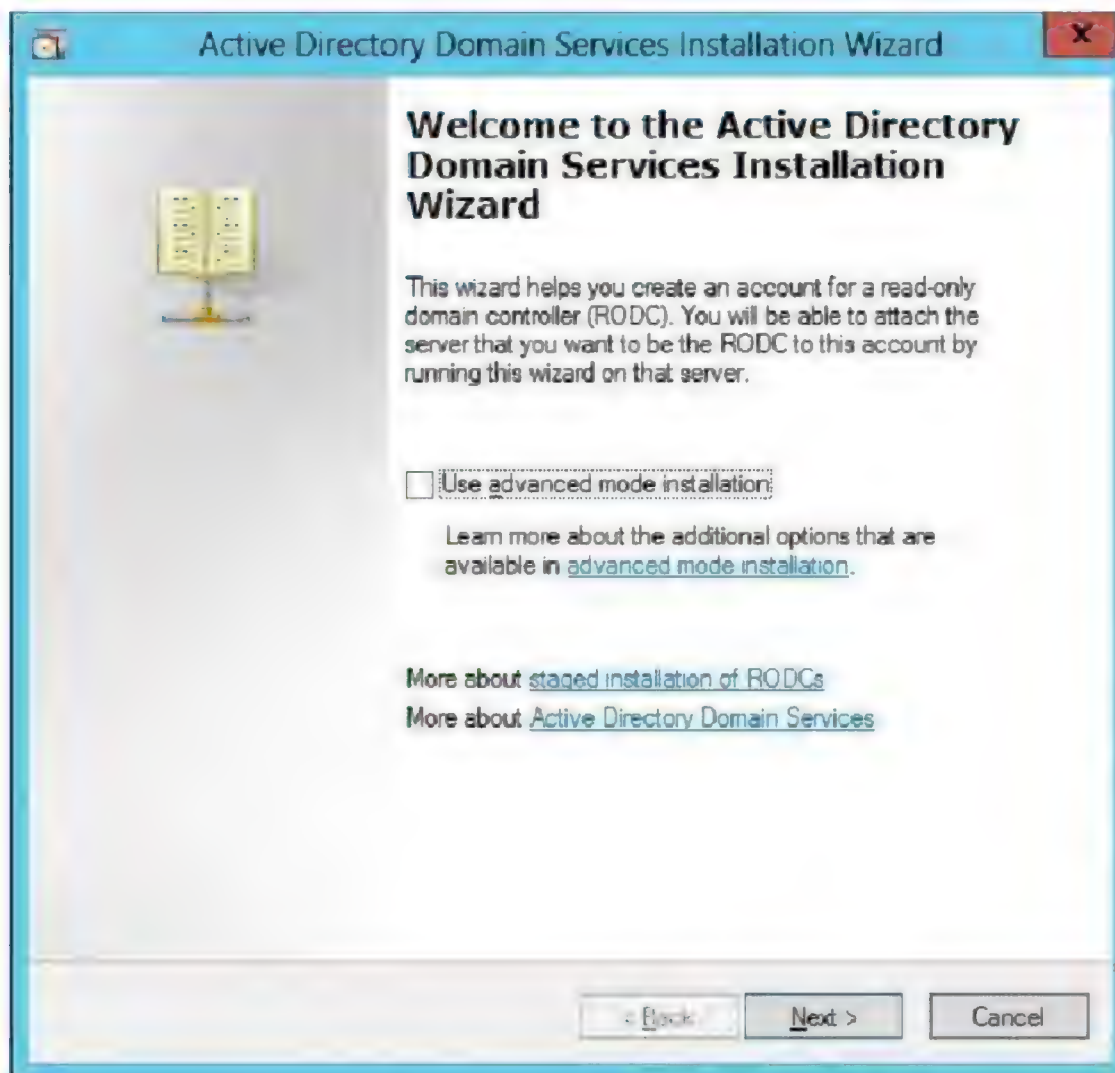 Active Directory Domain Services Installation Wizard
x
Welcome to the Active Directory
Domain Services Installation
Wizard
This wizard helps you create an account for a read-only
domain controller (RODC). You will be able to attach the
server that you want to be the RODC to this account by
running this wizard on that server.
Use advanced mode installation
Learn more about the additional options that are
available in advanced mode installation.
More about staged installation of RODCs
More about Active Directory Domain Services
< Back Next > Cancel